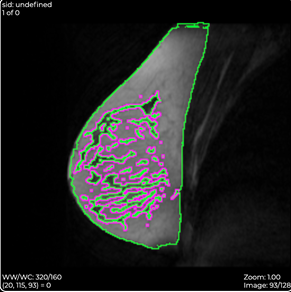 sid: undefined
1 of 0
WW/WC: 320/160
(20, 115, 93) = 0
Zoom: 1.00
Image: 93/128